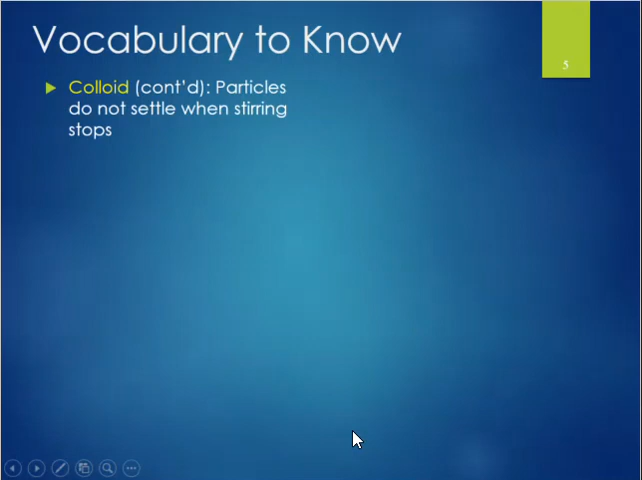 Vocabulary to Know
5
Colloid (cont'd): Particles
do not settle when stirring
stops